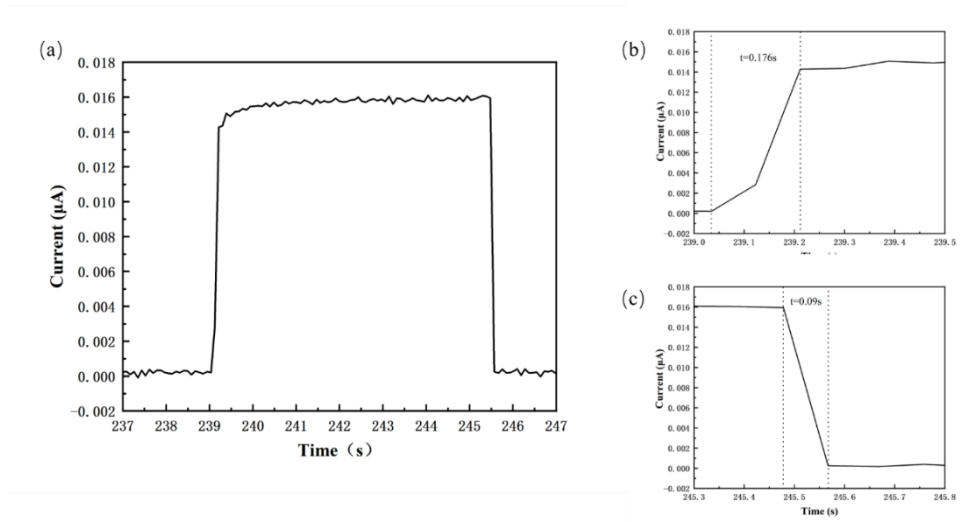 (a)
0. 018
0. 016
0. 014
0. 012
0. 010
0. 008
0. 006
0. 004
0. 002
0. 000
-0. 002
Current (μA)
237 238 239 240 241 242 243 244 245 246 247
Time (s)
(b)
t=0.176s
0. 018
0. 016
0. 014
0. 012
0. 010
0. 008
0. 006
0. 004
0. 002
0. 000
-0. 002
Current (μA)
239. 0 239. 1 239. 2 239. 3 239. 4 239. 5
(c)
t=0.09s
0. 018
0. 016
0. 014
0. 012
0. 010
0. 008
0. 006
0. 004
0. 002
0. 000
-0. 002
Current (μA)
245. 3 245. 4 245. 5 245. 6 245. 7 245. 8
Time (s)